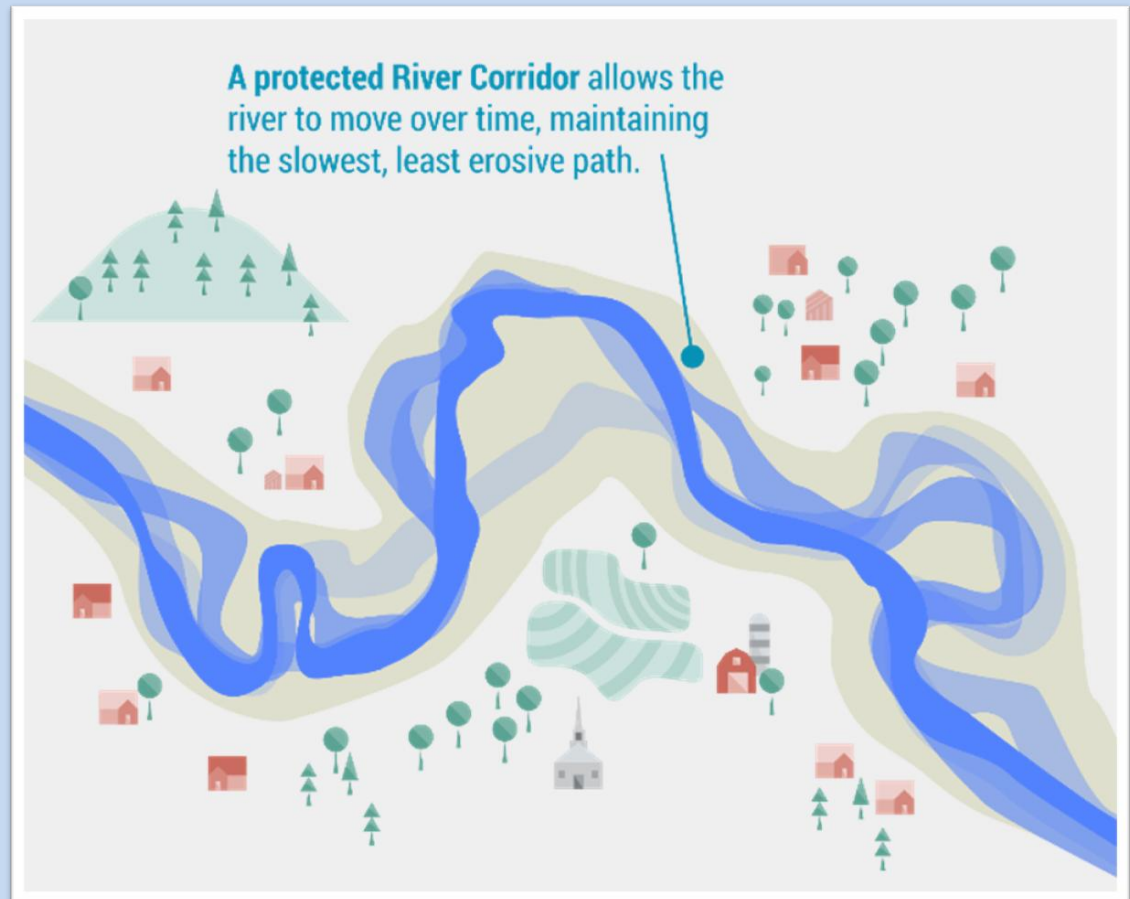 A protected River Corridor allows the
river to move over time, maintaining
the slowest, least erosive path.